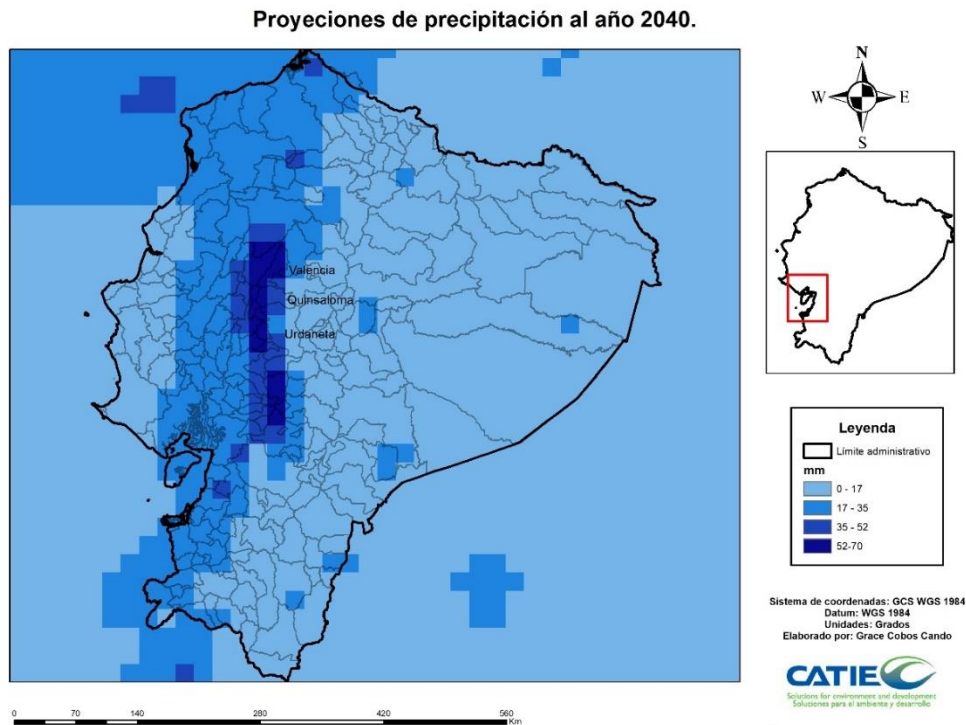 Proyeciones de precipitación al año 2040.
N
W
E
S
Valencia
Quinsaloma
Urdaneta
Leyenda
Límite administrativo
mm
0 - 17
17 - 35
35 - 52
52-70
Sistema de coordenadas: GCS WGS 1984
Datum: WGS 1984
Unidades: Grados
Elaborado por: Grace Cobos Cando
CATIE
Solutions for environment and development
Soluciones para el ambiente y desarrollo
0 70 140 280 420 560
Km